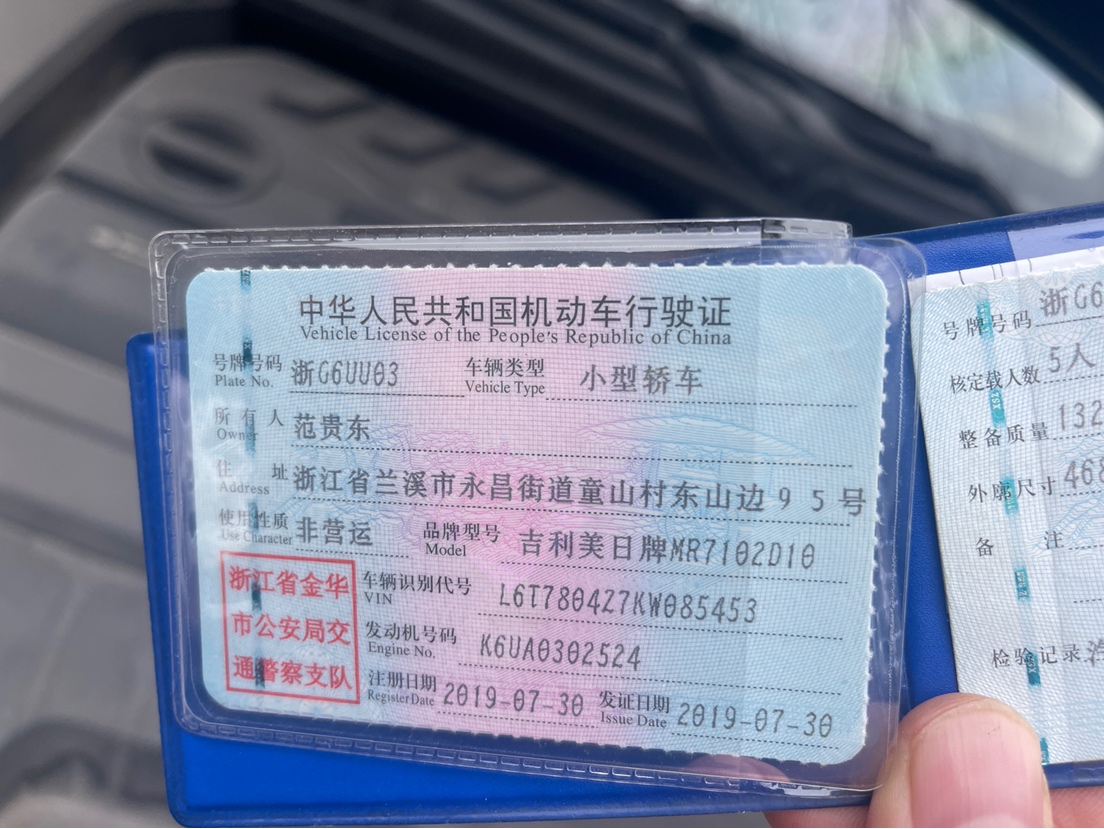 中华人民共和国机动车行驶证
Vehicle License of the People's Republic of China
号牌号码 浙G6UU03 车辆类型 小型轿车
Plate No. Vehicle Type
所有人 范贵东
Owner
住址 浙江省兰溪市永昌街道童山村东山边95号
Address
使用性质 非营运 品牌型号 吉利美日牌MR7102D10
Use Character Model
浙江省金华
市公安局交
通警察支队
车辆识别代号 L6T7804Z7KW085453
VIN
发动机号码 K6UA0302524
Engine No.
注册日期 2019-07-30 发证日期 2019-07-30
Register Date Issue Date
号牌号码 浙G6
核定载人数 5人
整备质量 132
外廓尺寸 468
备注
检验记录